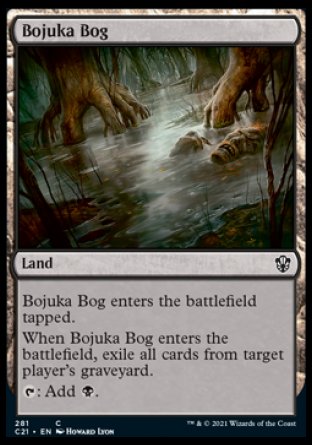 Bojuka Bog
Land
Bojuka Bog enters the battlefield
tapped.
When Bojuka Bog enters the
battlefield, exile all cards from target
player's graveyard.
: Add .
281 C
C21 • EN Howard Lyon
™ & © 2021 Wizards of the Coast